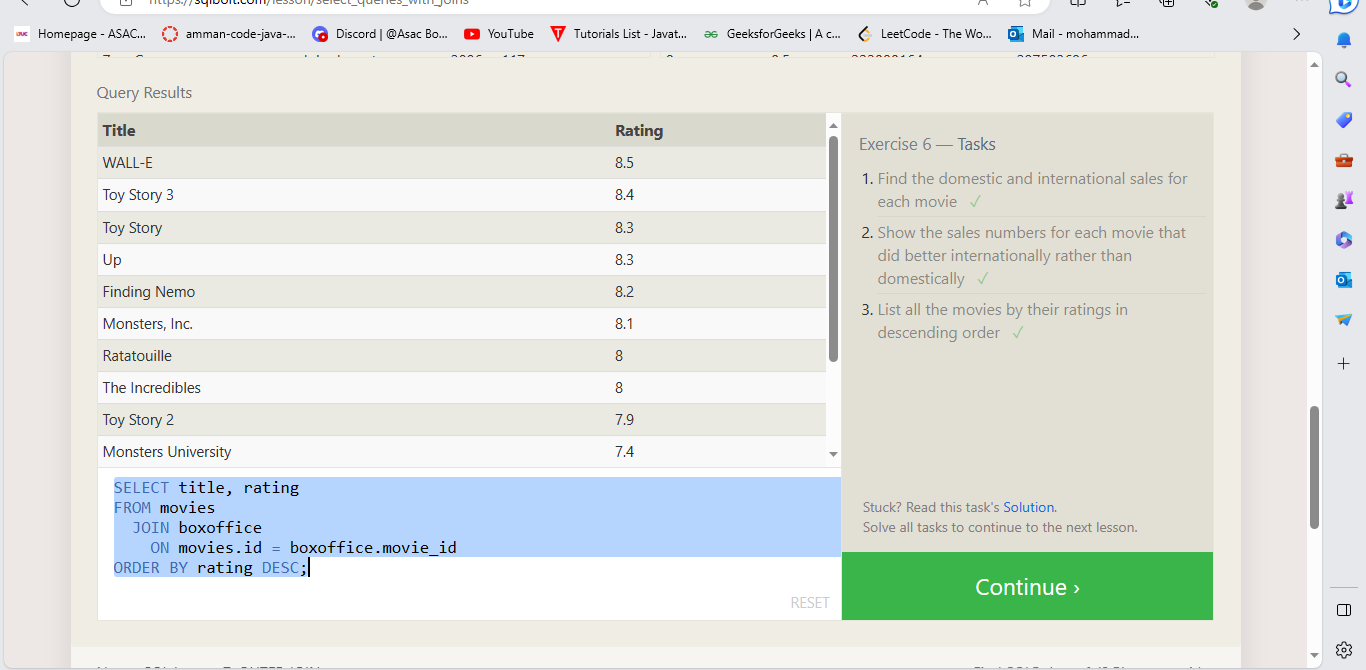 https://sqlbolt.com/lesson/select_queries_with_joins
Homepage - ASAC... amman-code-java-... Discord | @Asac Bo... YouTube Tutorials List - Javat... GeeksforGeeks | A c... LeetCode - The Wo... Mail - mohammad...
Query Results
Title Rating
WALL-E 8.5
Toy Story 3 8.4
Toy Story 8.3
Up 8.3
Finding Nemo 8.2
Monsters, Inc. 8.1
Ratatouille 8
The Incredibles 8
Toy Story 2 7.9
Monsters University 7.4
SELECT title, rating
FROM movies
JOIN boxoffice
ON movies.id = boxoffice.movie_id
ORDER BY rating DESC;
RESET
Exercise 6 — Tasks
1. Find the domestic and international sales for
each movie ✓
2. Show the sales numbers for each movie that
did better internationally rather than
domestically ✓
3. List all the movies by their ratings in
descending order ✓
Stuck? Read this task's Solution.
Solve all tasks to continue to the next lesson.
Continue ›